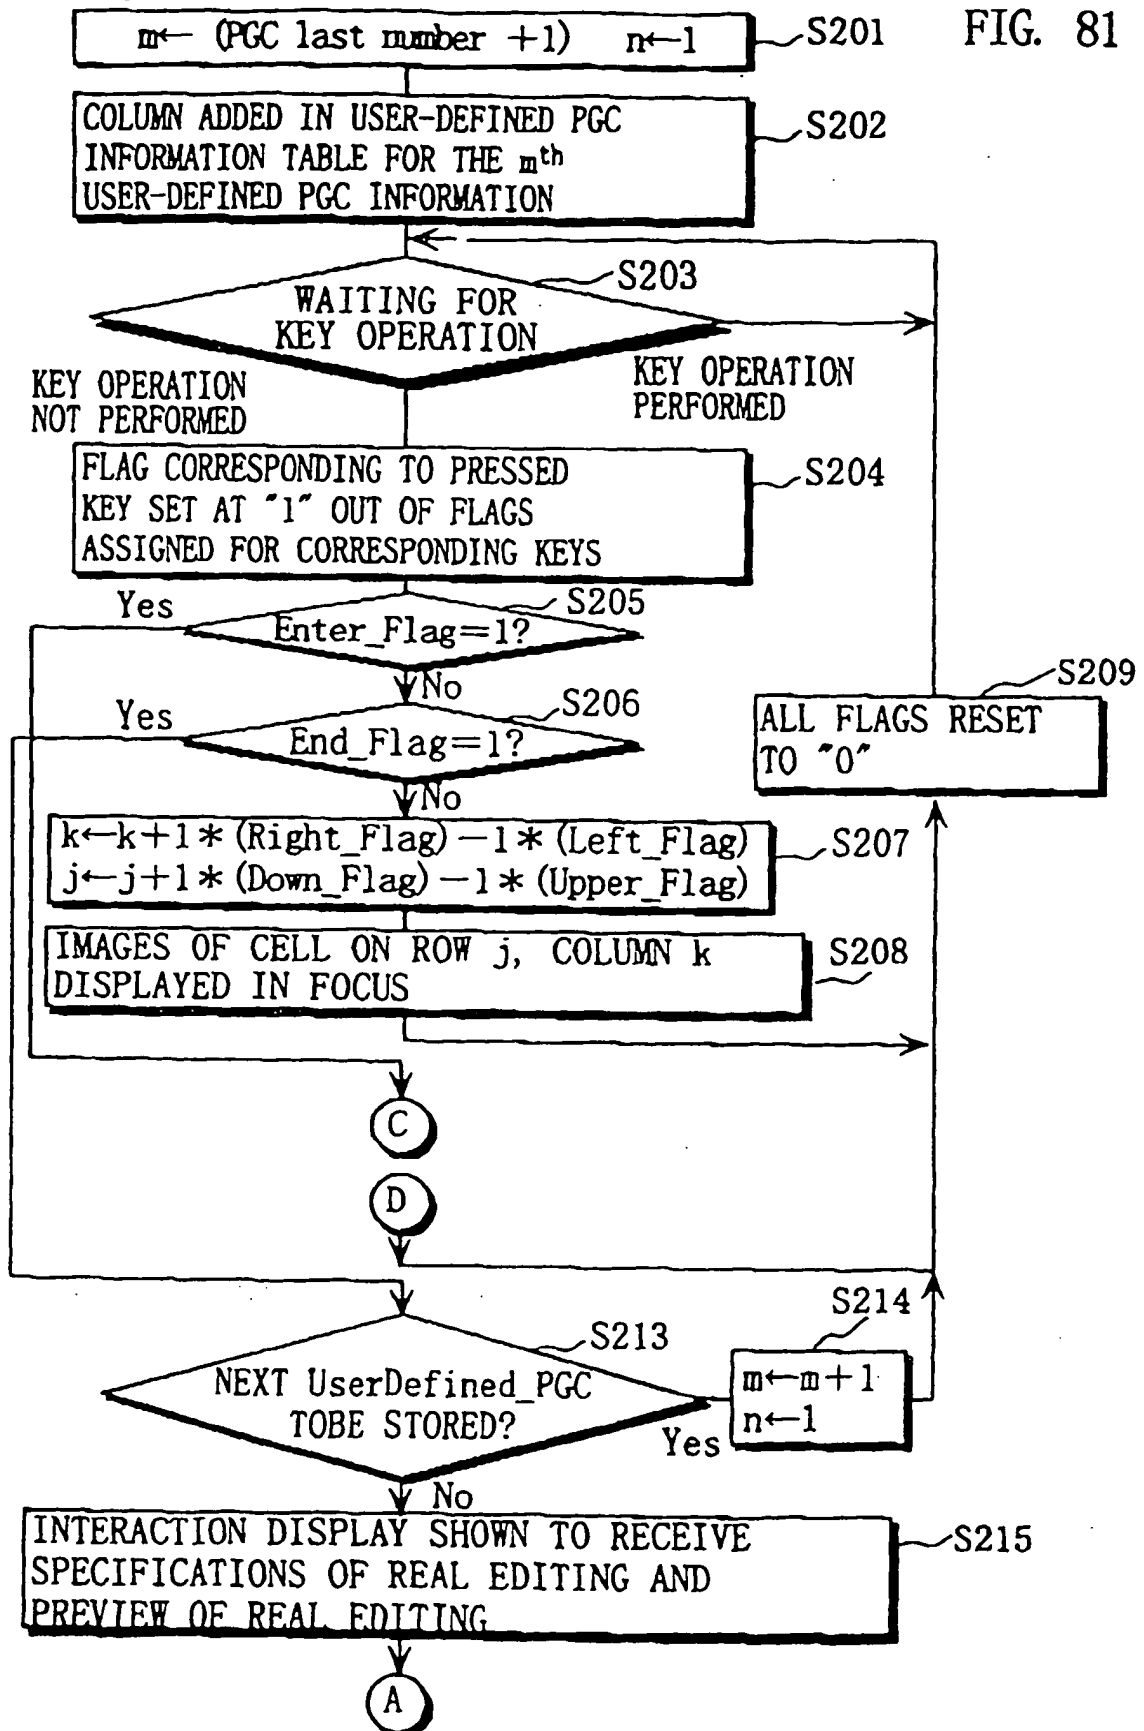 FIG. 81
m← (PGC last number +1) n←1
S201
COLUMN ADDED IN USER-DEFINED PGC
INFORMATION TABLE FOR THE mth
USER-DEFINED PGC INFORMATION
S202
S203
WAITING FOR
KEY OPERATION
KEY OPERATION
NOT PERFORMED
KEY OPERATION
PERFORMED
FLAG CORRESPONDING TO PRESSED
KEY SET AT "1" OUT OF FLAGS
ASSIGNED FOR CORRESPONDING KEYS
S204
Yes
S205
Enter_Flag=1?
No
Yes
S206
End_Flag=1?
No
S209
ALL FLAGS RESET
TO "0"
k←k+1*(Right_Flag)-1*(Left_Flag)
j←j+1*(Down_Flag)-1*(Upper_Flag)
S207
IMAGES OF CELL ON ROW j, COLUMN k
DISPLAYED IN FOCUS
S208
C
D
S213
NEXT UserDefined_PGC
TOBE STORED?
Yes
S214
m←m+1
n←1
No
INTERACTION DISPLAY SHOWN TO RECEIVE
SPECIFICATIONS OF REAL EDITING AND
PREVIEW OF REAL EDITING
S215
A